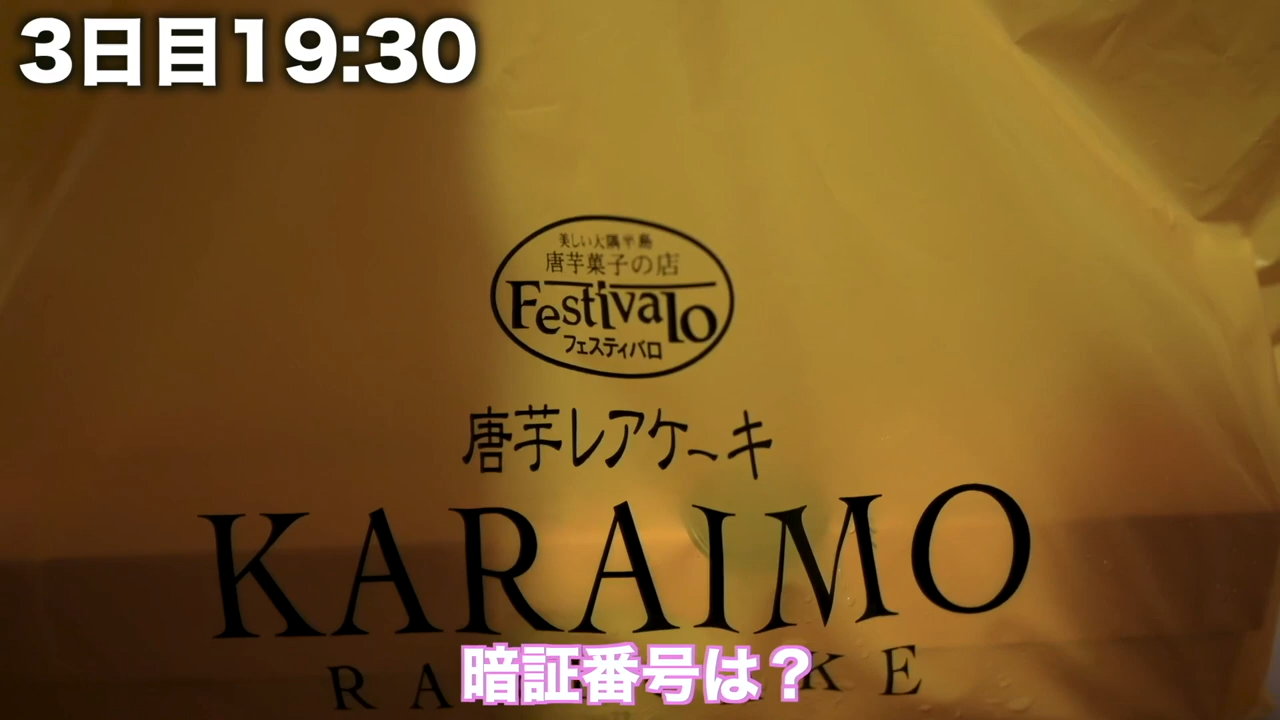 3日目19:30
美しい大隅半島
唐芋菓子の店
Festivalo
フェスティバロ
唐芋レアケーキ
KARAIMO
暗証番号は？